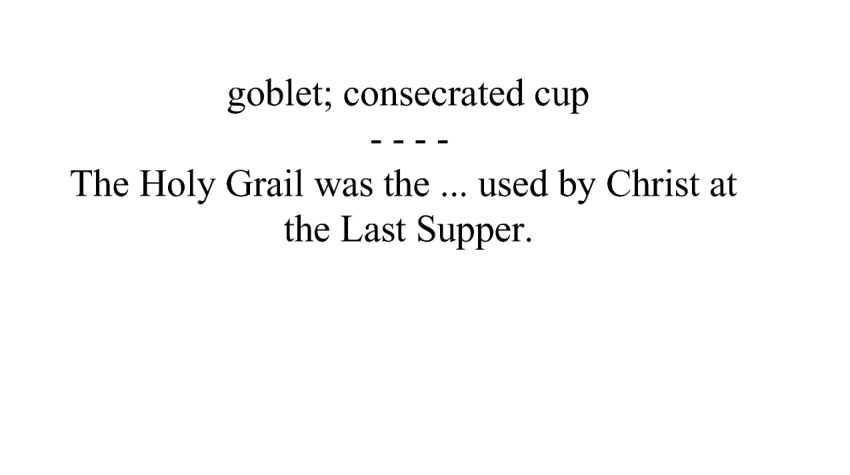 goblet; consecrated cup
- - - -
The Holy Grail was the ... used by Christ at
the Last Supper.